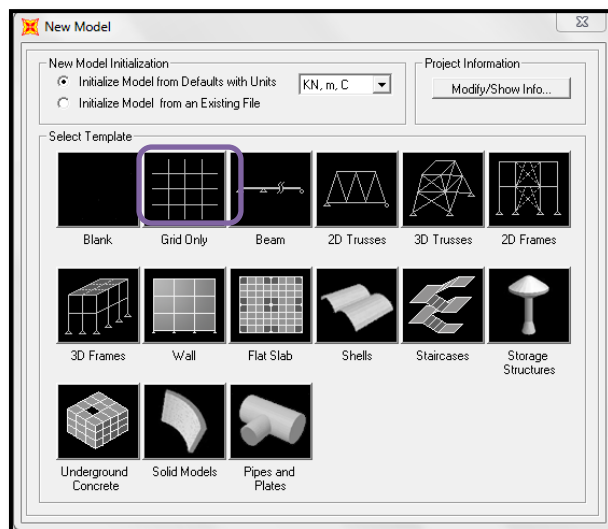 New Model
New Model Initialization
Initialize Model from Defaults with Units
KN, m, C
Initialize Model from an Existing File
Project Information
Modify/Show Info...
Select Template
Blank
Grid Only
Beam
2D Trusses
3D Trusses
2D Frames
3D Frames
Wall
Flat Slab
Shells
Staircases
Storage
Structures
Underground
Concrete
Solid Models
Pipes and
Plates